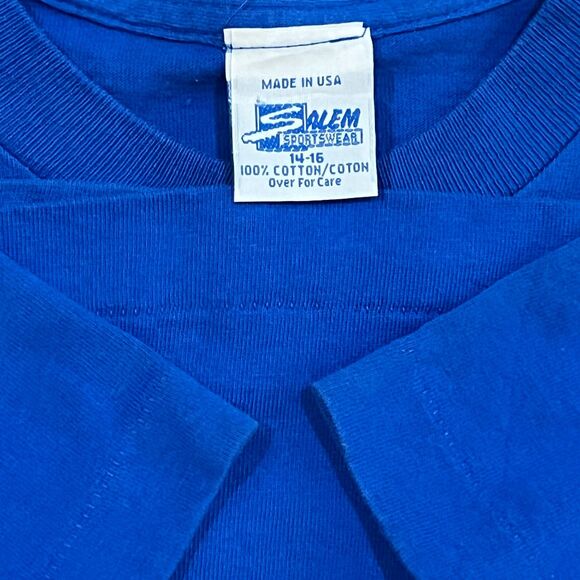 MADE IN USA
SALEM
SPORTSWEAR
14-16
100% COTTON/COTON
Over For Care